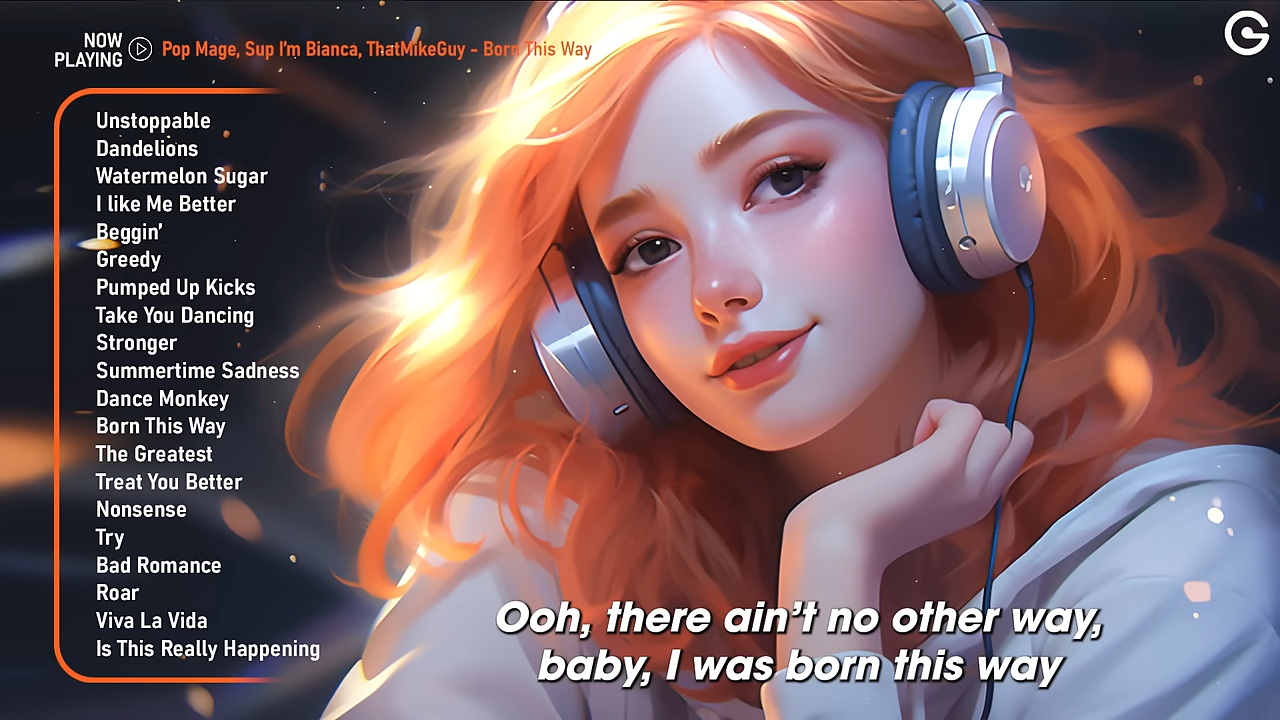 NOW
PLAYING
Pop Mage, Sup I'm Bianca, ThatMikeGuy - Born This Way
Unstoppable
Dandelions
Watermelon Sugar
I like Me Better
Beggin'
Greedy
Pumped Up Kicks
Take You Dancing
Stronger
Summertime Sadness
Dance Monkey
Born This Way
The Greatest
Treat You Better
Nonsense
Try
Bad Romance
Roar
Viva La Vida
Is This Really Happening
Ooh, there ain't no other way,
baby, I was born this way
G